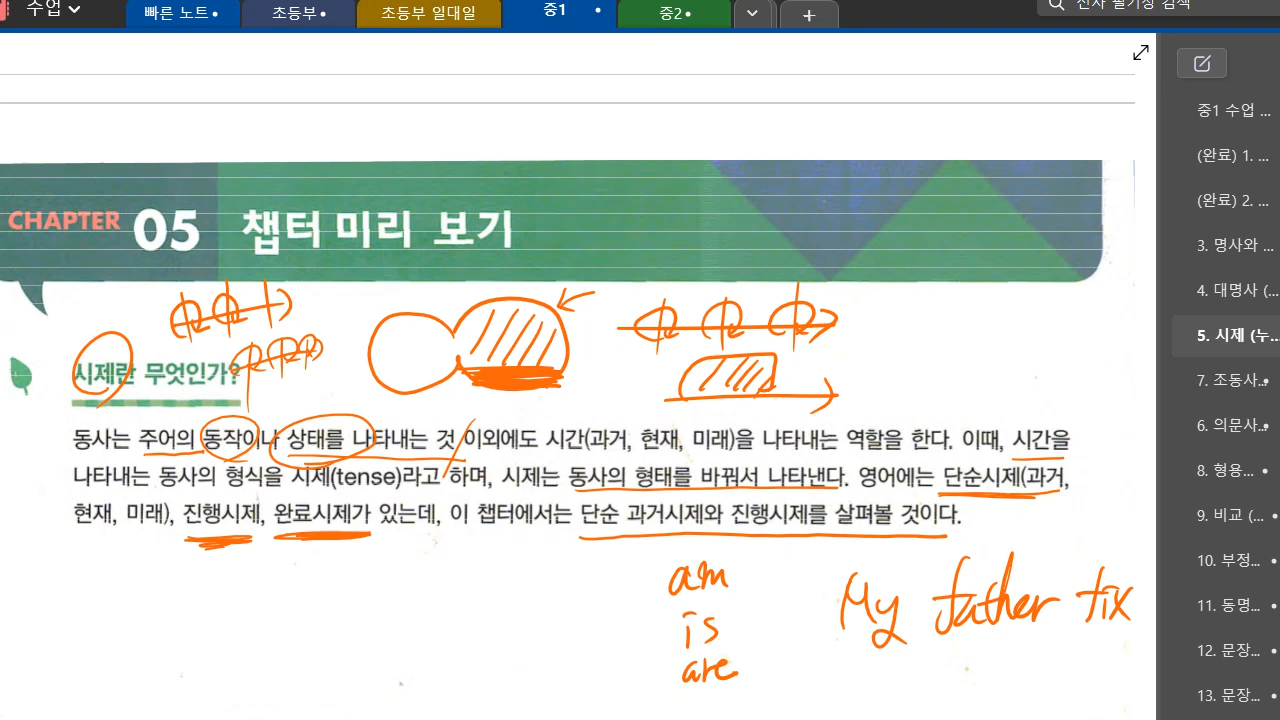 수업
빠른 노트
초등부
초등부 일대일
중1
중2
전자 필기장 검색
중1 수업 ...
(완료) 1. ...
(완료) 2. ...
3. 명사와 ...
4. 대명사 (...
5. 시제 (누...
7. 조동사...
6. 의문사...
8. 형용...
9. 비교 (...
10. 부정...
11. 동명...
12. 문장...
13. 문장...
CHAPTER 05 챕터 미리 보기
시제란 무엇인가?
동사는 주어의 동작이나 상태를 나타내는 것 이외에도 시간(과거, 현재, 미래)을 나타내는 역할을 한다. 이때, 시간을
나타내는 동사의 형식을 시제(tense)라고 하며, 시제는 동사의 형태를 바꿔서 나타낸다. 영어에는 단순시제(과거,
현재, 미래), 진행시제, 완료시제가 있는데, 이 챕터에서는 단순 과거시제와 진행시제를 살펴볼 것이다.
am
is
are
My father fix